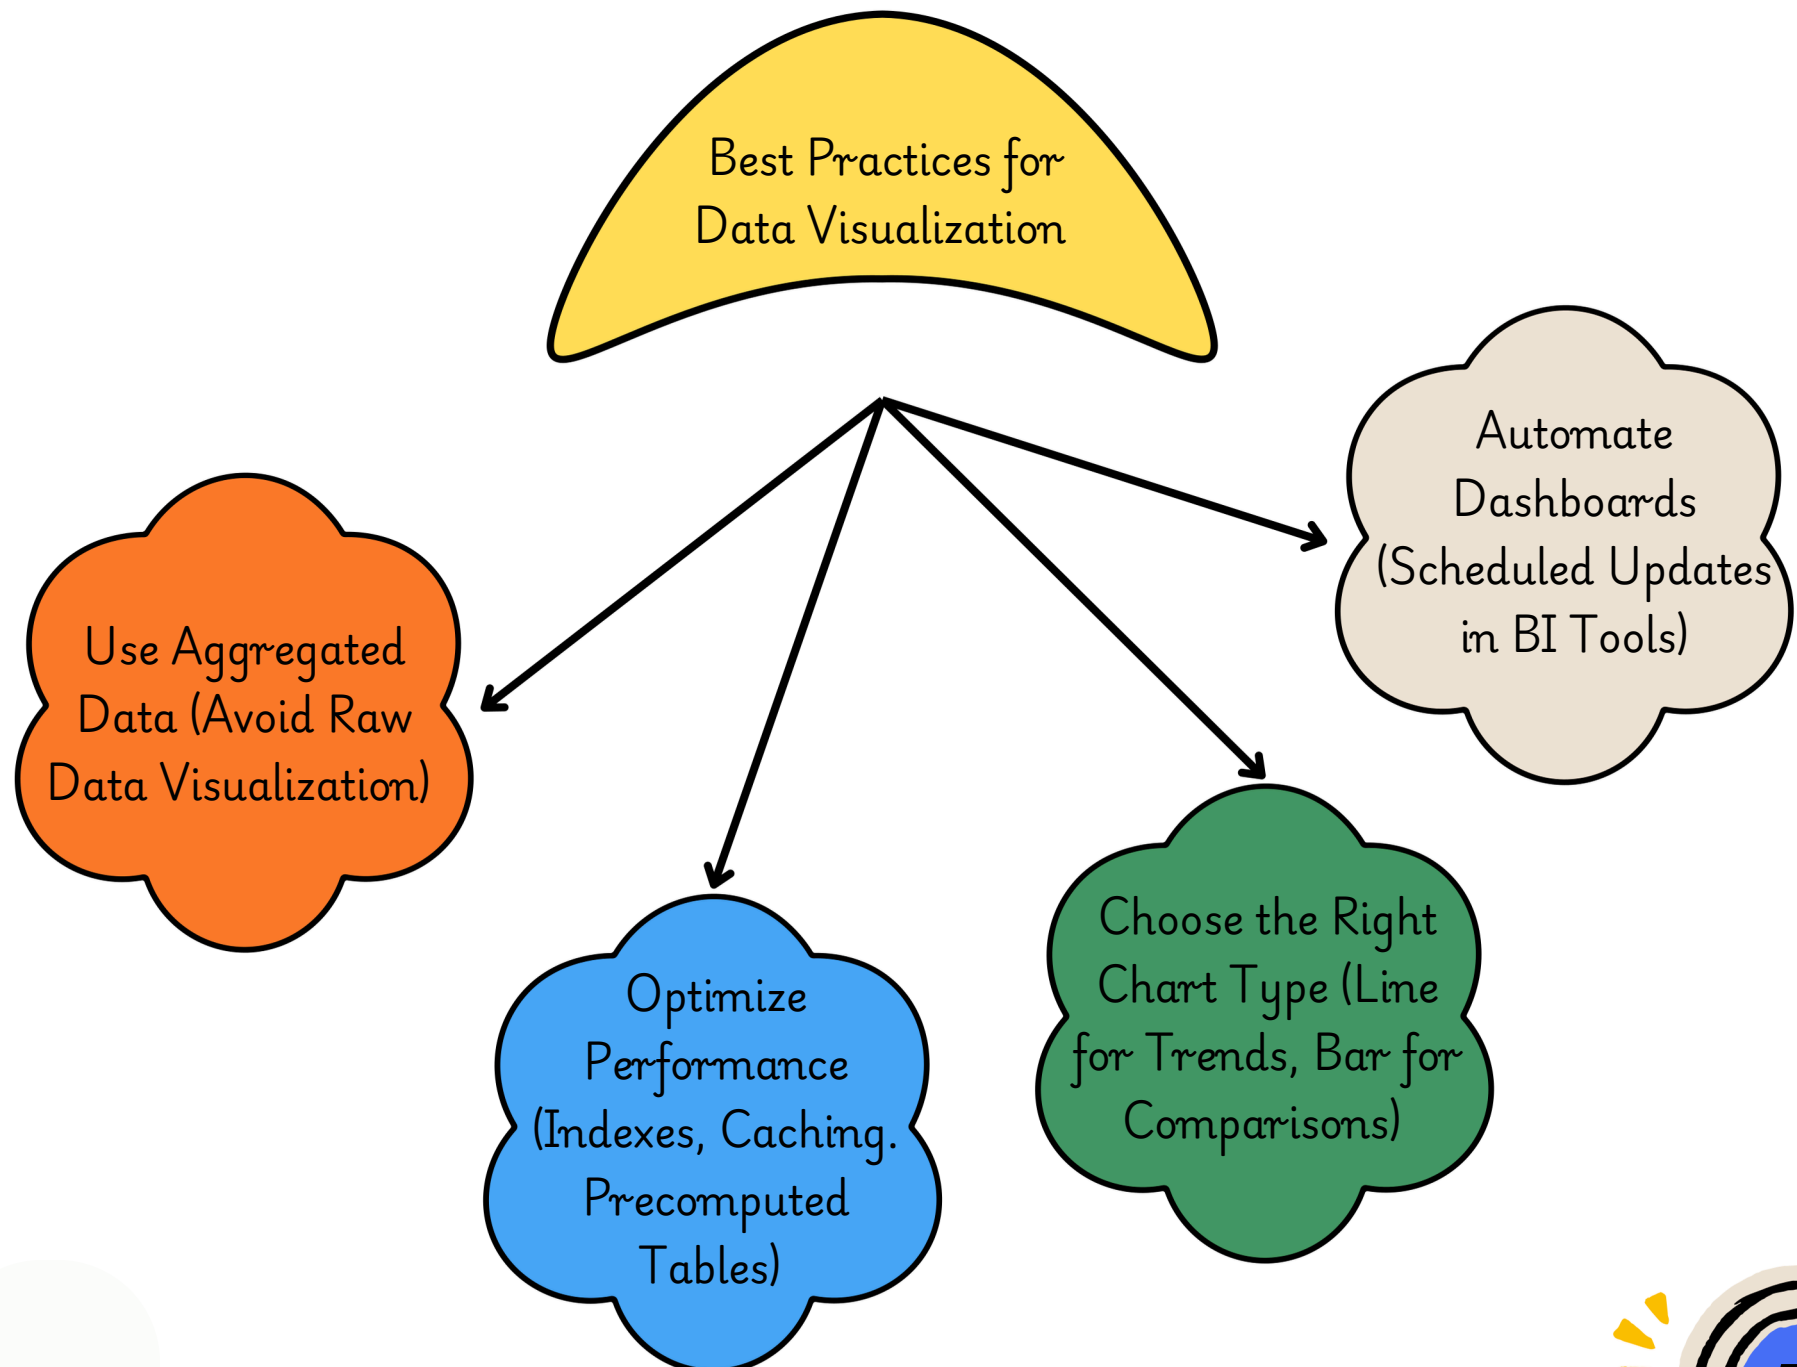 Best Practices for
Data Visualization
Automate
Dashboards
(Scheduled Updates
in BI Tools)
Use Aggregated
Data (Avoid Raw
Data Visualization)
Choose the Right
Chart Type (Line
for Trends, Bar for
Comparisons)
Optimize
Performance
(Indexes, Caching.
Precomputed
Tables)